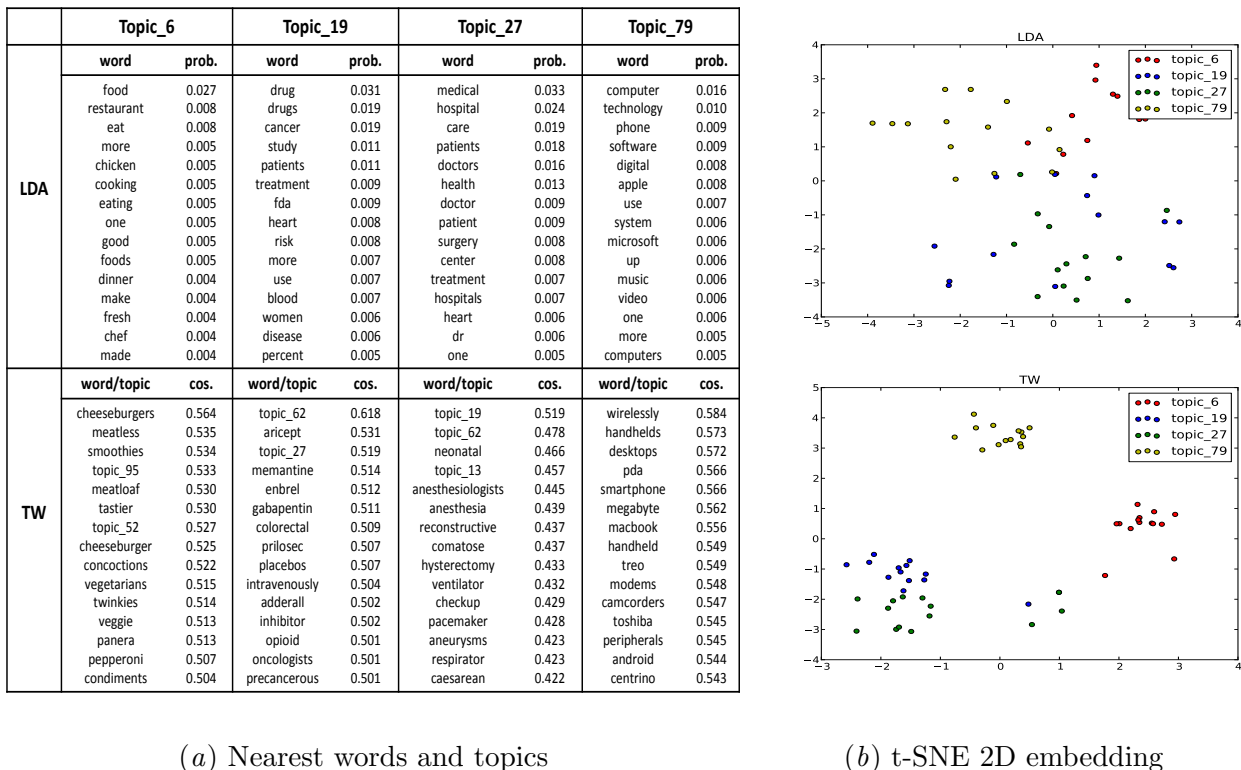 Topic_6 Topic_19 Topic_27 Topic_79
LDA
word prob. word prob. word prob. word prob.
food 0.027 drug 0.031 medical 0.033 computer 0.016
restaurant 0.008 drugs 0.019 hospital 0.024 technology 0.010
eat 0.008 cancer 0.019 care 0.019 phone 0.009
more 0.005 study 0.011 patients 0.018 software 0.009
chicken 0.005 patients 0.011 doctors 0.016 digital 0.008
cooking 0.005 treatment 0.009 health 0.013 apple 0.008
eating 0.005 fda 0.009 doctor 0.009 use 0.007
one 0.005 heart 0.008 patient 0.009 system 0.006
good 0.005 risk 0.008 surgery 0.008 microsoft 0.006
foods 0.005 more 0.007 center 0.008 up 0.006
dinner 0.004 use 0.007 treatment 0.007 music 0.006
make 0.004 blood 0.007 hospitals 0.007 video 0.006
fresh 0.004 women 0.006 heart 0.006 one 0.006
chef 0.004 disease 0.006 dr 0.006 more 0.005
made 0.004 percent 0.005 one 0.005 computers 0.005
TW
word/topic cos. word/topic cos. word/topic cos. word/topic cos.
cheeseburgers 0.564 topic_62 0.618 topic_19 0.519 wirelessly 0.584
meatless 0.535 aricept 0.531 topic_62 0.478 handhelds 0.573
smoothies 0.534 topic_27 0.519 neonatal 0.466 desktops 0.572
topic_95 0.533 memantine 0.514 topic_13 0.457 pda 0.566
meatloaf 0.530 enbrel 0.512 anesthesiologists 0.445 smartphone 0.566
tastier 0.530 gabapentin 0.511 anesthesia 0.439 megabyte 0.562
topic_52 0.527 colorectal 0.509 reconstructive 0.437 macbook 0.556
cheeseburger 0.525 prilosec 0.507 comatose 0.437 handheld 0.549
concoctions 0.522 placebos 0.507 hysterectomy 0.433 treo 0.549
vegetarians 0.515 intravenously 0.504 ventilator 0.432 modems 0.548
twinkies 0.514 adderall 0.502 checkup 0.429 camcorders 0.547
veggie 0.513 inhibitor 0.502 pacemaker 0.428 toshiba 0.545
panera 0.513 opioid 0.501 aneurysms 0.423 peripherals 0.545
pepperoni 0.507 oncologists 0.501 respirator 0.423 android 0.544
condiments 0.504 precancerous 0.501 caesarean 0.422 centrino 0.543
(a) Nearest words and topics
LDA
topic_6
topic_19
topic_27
topic_79
4
3
2
1
0
−1
−2
−3
−4
−5 −4 −3 −2 −1 0 1 2 3 4
TW
topic_6
topic_19
topic_27
topic_79
5
4
3
2
1
0
−1
−2
−3
−4
−3 −2 −1 0 1 2 3 4
(b) t-SNE 2D embedding